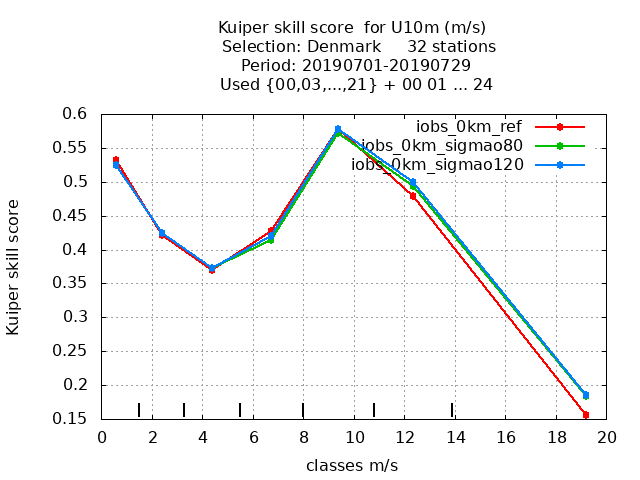 Kuiper skill score  for U10m (m/s)
Selection: Denmark     32 stations
Period: 20190701-20190729
Used {00,03,...,21} + 00 01 ... 24
iobs_0km_ref
iobs_0km_sigmao80
iobs_0km_sigmao120
Kuiper skill score
0.6
0.55
0.5
0.45
0.4
0.35
0.3
0.25
0.2
0.15
0 2 4 6 8 10 12 14 16 18 20
classes m/s